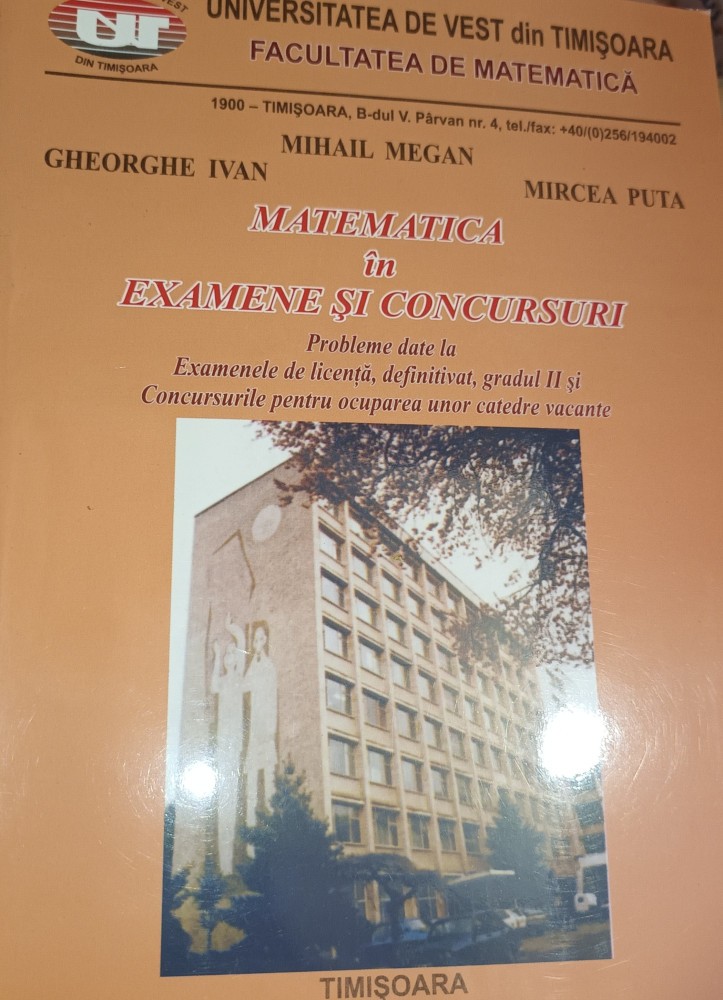 VEST
UT
DIN TIMIŞOARA
UNIVERSITATEA DE VEST din TIMIŞOARA
FACULTATEA DE MATEMATICĂ
1900 – TIMIŞOARA, B-dul V. Pârvan nr. 4, tel./fax: +40/(0)256/194002
MIHAIL MEGAN
GHEORGHE IVAN
MIRCEA PUTA
MATEMATICA
în
EXAMENE ŞI CONCURSURI
Probleme date la
Examenele de licenţă, definitivat, gradul II şi
Concursurile pentru ocuparea unor catedre vacante
TIMIŞOARA